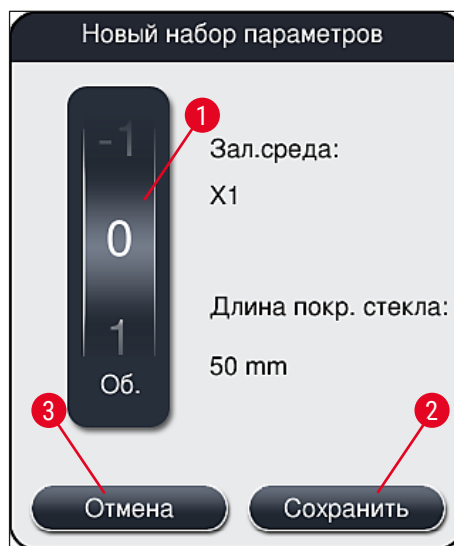 Новый набор параметров
-1
1
Зал.среда:
X1
0
Длина покр. стекла:
1
50 mm
Об.
3
2
Отмена
Сохранить